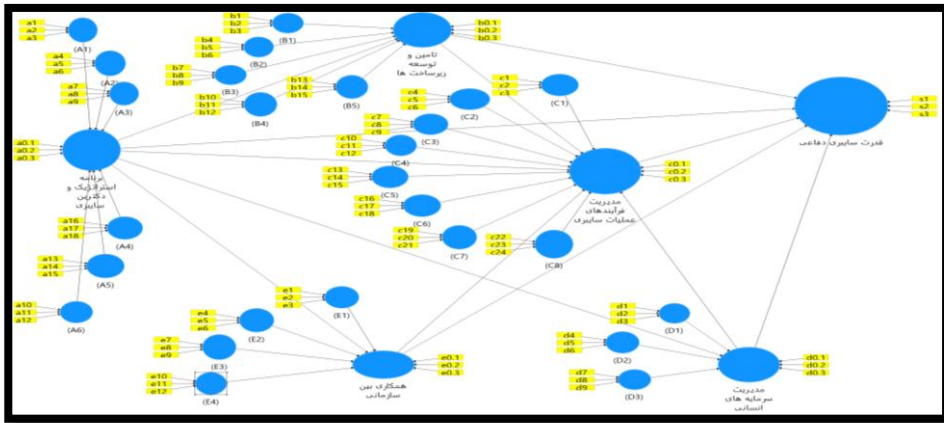 a1
a2
a3
(A1)
a4
a5
a6
(A2)
a7
a8
a9
(A3)
a0.1
a0.2
a0.3
برنامه
استراتژیک و
دکترین
سایبری
a16
a17
a18
(A4)
a13
a14
a15
(A5)
a10
a11
a12
(A6)
b1
b2
b3
(B1)
b4
b5
b6
(B2)
b7
b8
b9
(B3)
b10
b11
b12
(B4)
b13
b14
b15
(B5)
b0.1
b0.2
b0.3
تامین و
توسعه
زیرساخت ها
c1
c2
c3
(C1)
c4
c5
c6
(C2)
c7
c8
c9
(C3)
c10
c11
c12
(C4)
c13
c14
c15
(C5)
c16
c17
c18
(C6)
c19
c20
c21
(C7)
c22
c23
c24
(C8)
c0.1
c0.2
c0.3
مدیریت
فرآیندهای
عملیات سایبری
s1
s2
s3
قدرت سایبری دفاعی
e1
e2
e3
(E1)
e4
e5
e6
(E2)
e7
e8
e9
(E3)
e10
e11
e12
(E4)
e0.1
e0.2
e0.3
همکاری بین
سازمانی
d1
d2
d3
(D1)
d4
d5
d6
(D2)
d7
d8
d9
(D3)
d0.1
d0.2
d0.3
مدیریت
سرمایه های
انسانی